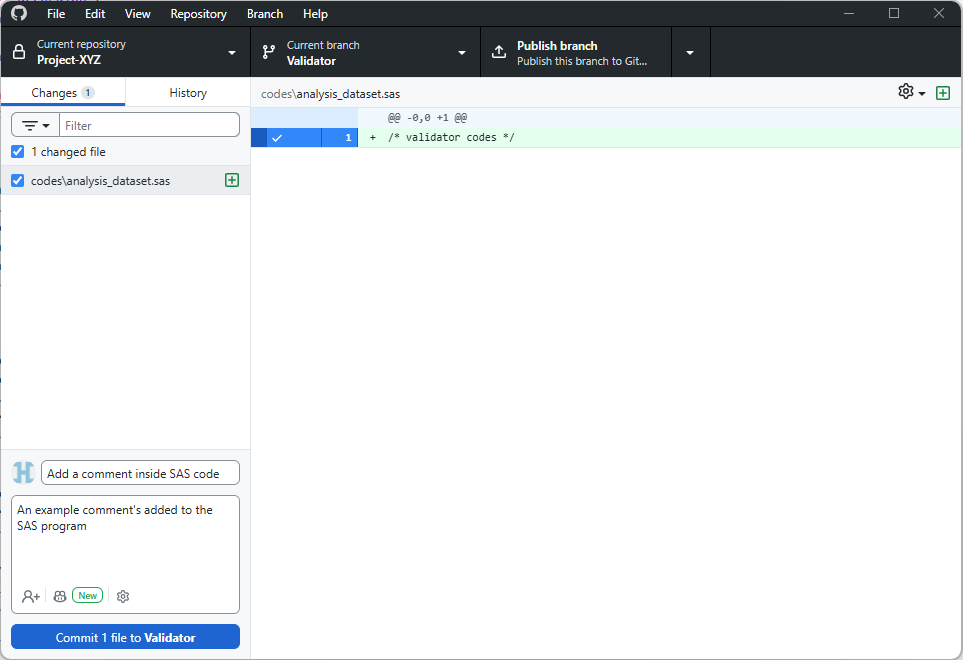 File Edit View Repository Branch Help
Current repository
Project-XYZ
Current branch
Validator
Publish branch
Publish this branch to Git...
Changes 1 History
Filter
1 changed file
codes\analysis_dataset.sas
codes\analysis_dataset.sas
@@ -0,0 +1 @@
1 + /* validator codes */
Add a comment inside SAS code
An example comment's added to the
SAS program
New
Commit 1 file to Validator